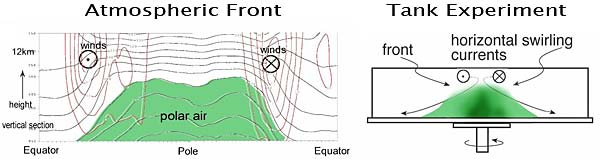 Atmospheric Front
Tank Experiment
12km
winds
winds
height
vertical section
polar air
Equator
Pole
Equator
front
horizontal swirling
currents